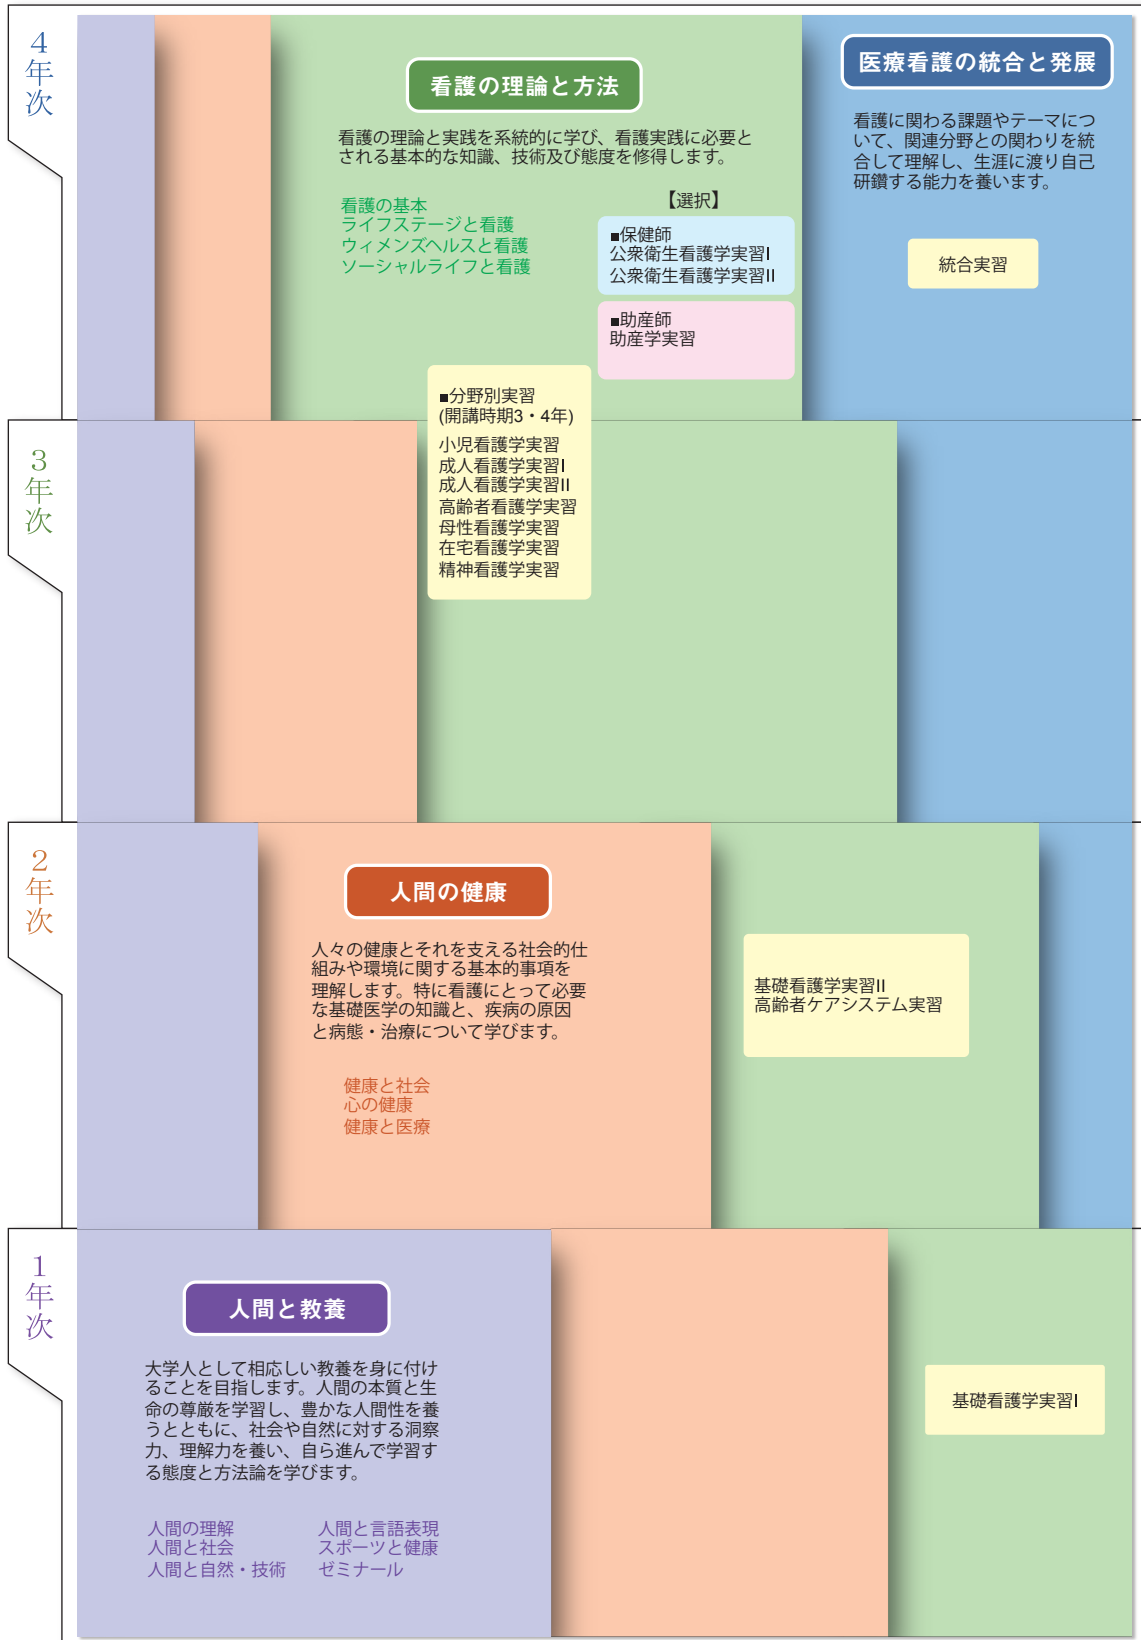 4年次
看護の理論と方法
看護の理論と実践を系統的に学び、看護実践に必要と
される基本的な知識、技術及び態度を修得します。
看護の基本
ライフステージと看護
ウィメンズヘルスと看護
ソーシャルライフと看護
【選択】
■保健師
公衆衛生看護学実習I
公衆衛生看護学実習II
■助産師
助産学実習
医療看護の統合と発展
看護に関わる課題やテーマにつ
いて、関連分野との関わりを統
合して理解し、生涯に渡り自己
研鑽する能力を養います。
統合実習
■分野別実習
(開講時期3・4年)
小児看護学実習
成人看護学実習I
成人看護学実習II
高齢者看護学実習
母性看護学実習
在宅看護学実習
精神看護学実習
3年次
2年次
人間の健康
人々の健康とそれを支える社会的仕
組みや環境に関する基本的事項を
理解します。特に看護にとって必要
な基礎医学の知識と、疾病の原因
と病態・治療について学びます。
健康と社会
心の健康
健康と医療
基礎看護学実習II
高齢者ケアシステム実習
1年次
人間と教養
大学人として相応しい教養を身に付け
ることを目指します。人間の本質と生
命の尊厳を学習し、豊かな人間性を養
うとともに、社会や自然に対する洞察
力、理解力を養い、自ら進んで学習す
る態度と方法論を学びます。
人間の理解
人間と社会
人間と自然・技術
人間と言語表現
スポーツと健康
ゼミナール
基礎看護学実習I